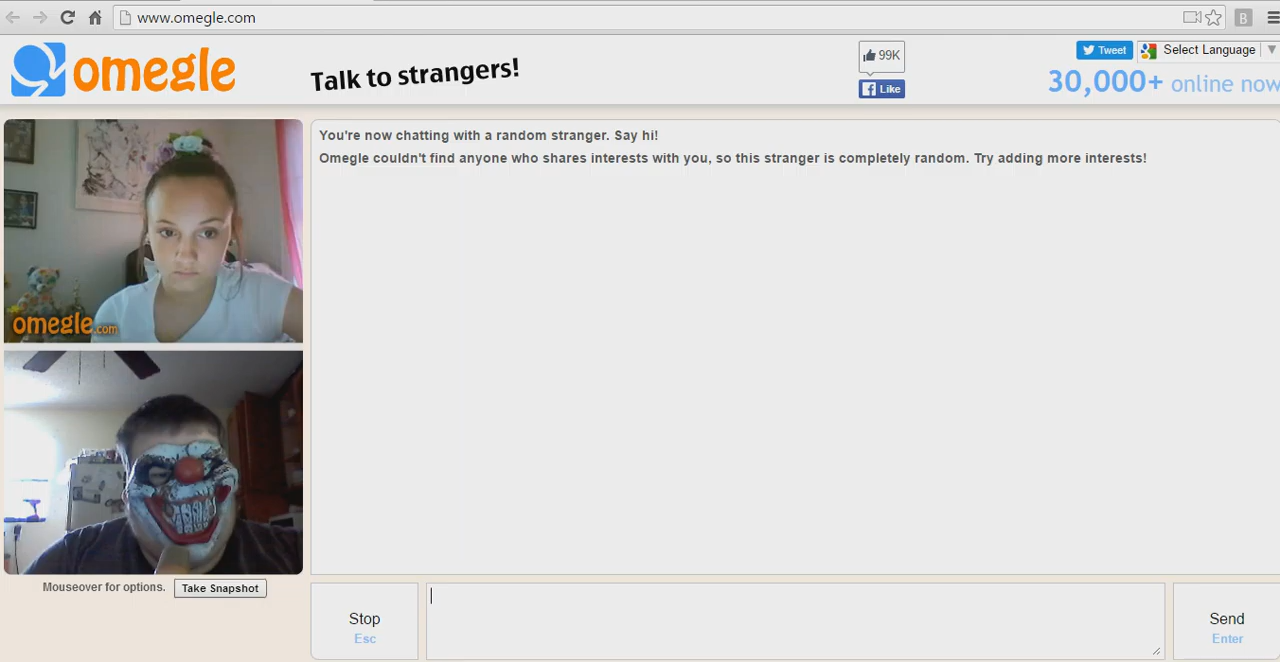 www.omegle.com
B
omegle
Talk to strangers!
99K
Like
Tweet
Select Language
30,000+ online now
You're now chatting with a random stranger. Say hi!
Omegle couldn't find anyone who shares interests with you, so this stranger is completely random. Try adding more interests!
omegle.com
Mouseover for options.
Take Snapshot
Stop
Esc
Send
Enter